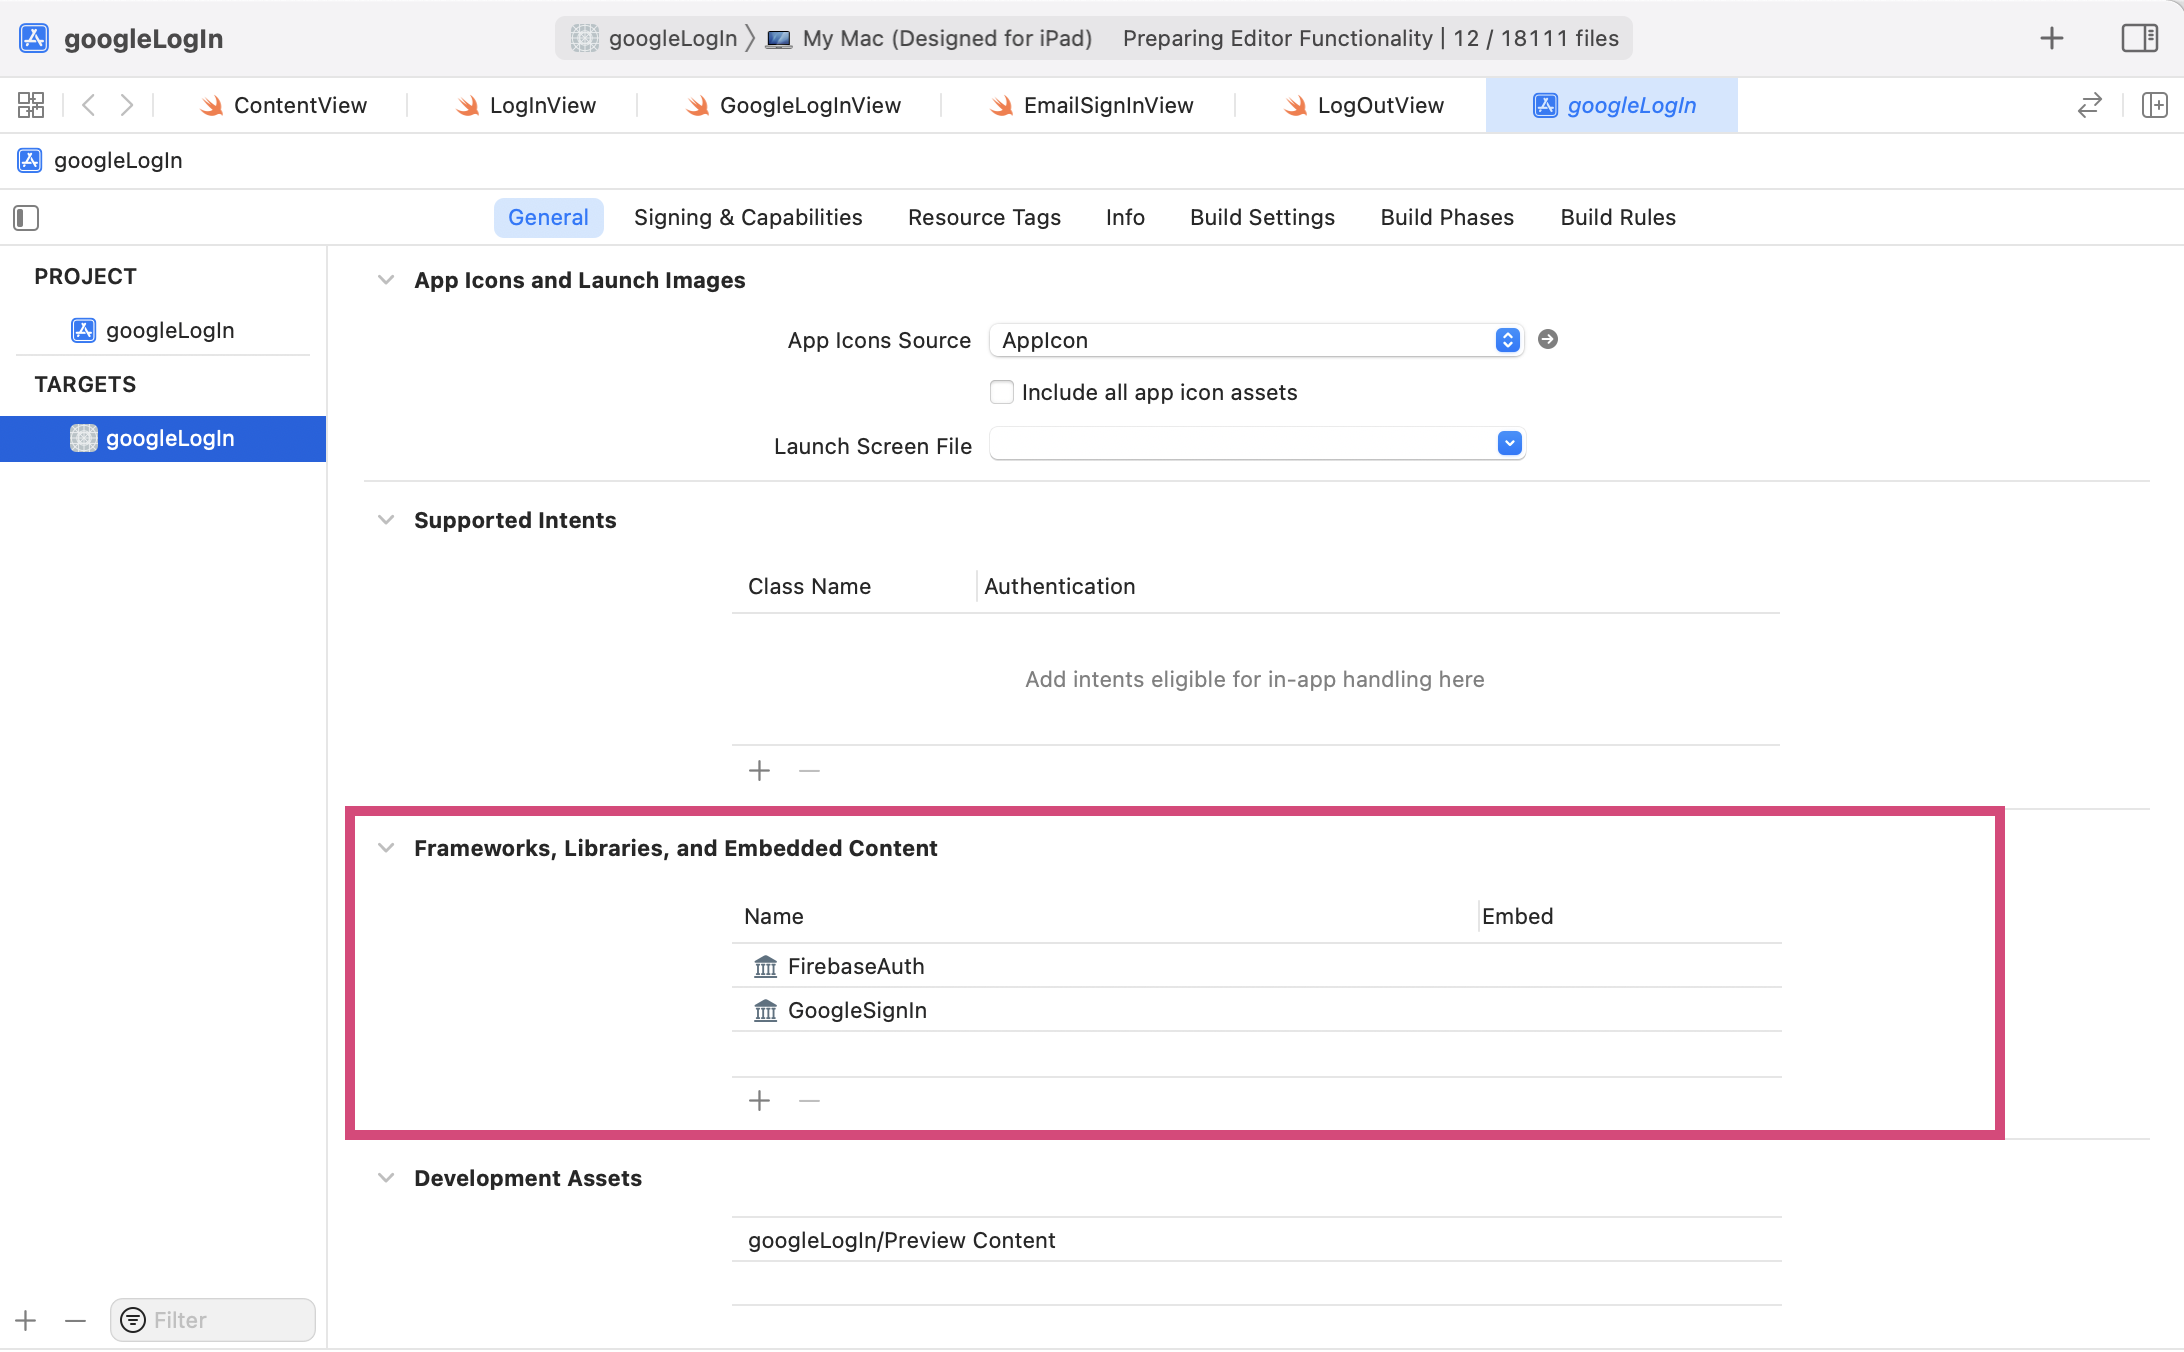 googleLogIn
googleLogIn My Mac (Designed for iPad) Preparing Editor Functionality | 12 / 18111 files
ContentView LogInView GoogleLogInView EmailSignInView LogOutView googleLogIn
googleLogIn
General Signing & Capabilities Resource Tags Info Build Settings Build Phases Build Rules
PROJECT
googleLogIn
TARGETS
googleLogIn
App Icons and Launch Images
App Icons Source AppIcon
Include all app icon assets
Launch Screen File
Supported Intents
Class Name Authentication
Add intents eligible for in-app handling here
Frameworks, Libraries, and Embedded Content
Name Embed
FirebaseAuth
GoogleSignIn
Development Assets
googleLogIn/Preview Content
Filter